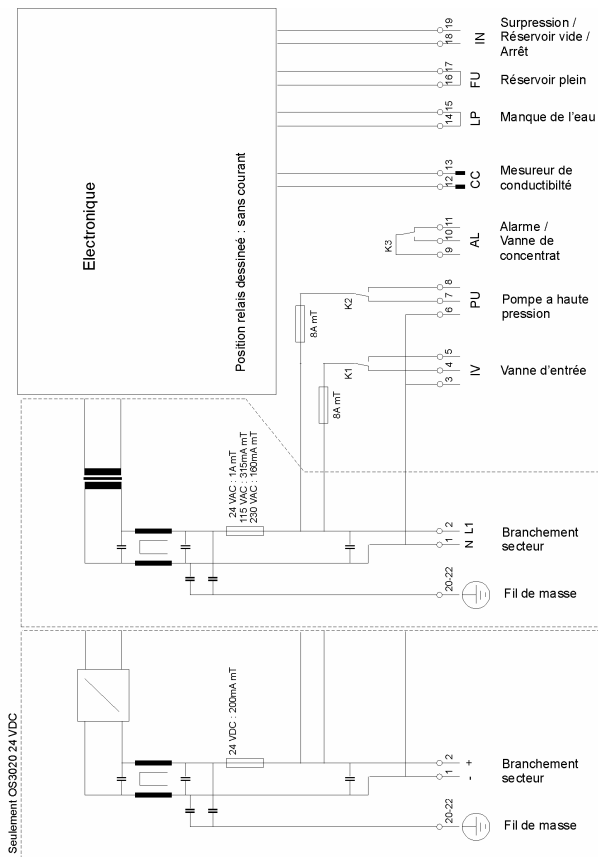 Electronique
Position relais dessineé : sans courant
19
18
IN
Surpression /
Réservoir vide /
Arrêt
17
16
FU
Réservoir plein
15
14
LP
Manque de l'eau
13
12
CC
Mesureur de
conductibilté
K3
11
10
9
AL
Alarme /
Vanne de
concentrat
8A mT
K2
8
7
6
PU
Pompe a haute
pression
8A mT
K1
5
4
3
IV
Vanne d'entrée
24 VAC : 1A mT
115 VAC : 315mA mT
230 VAC : 160mA mT
2 L1
1 N
Branchement
secteur
20-22
Fil de masse
Seulement OS3020 24 VDC
24 VDC : 200mA mT
2 +
1 -
Branchement
secteur
20-22
Fil de masse